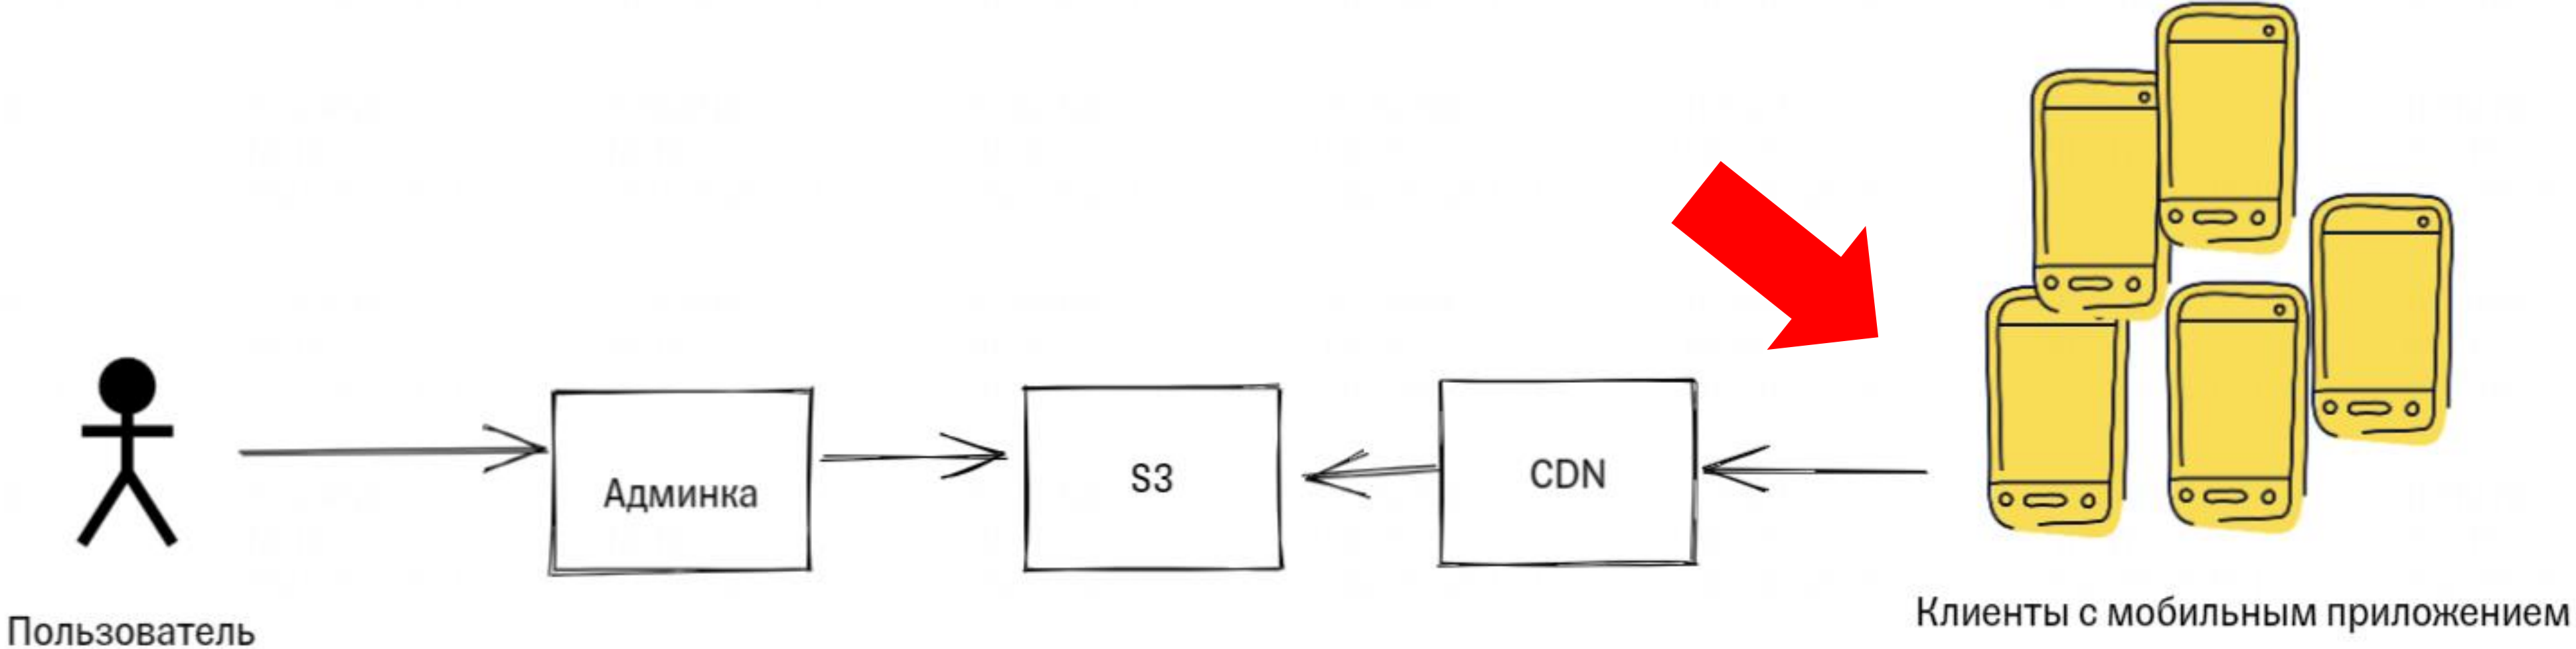 Админка
S3
CDN
Пользователь
Клиенты с мобильным приложением